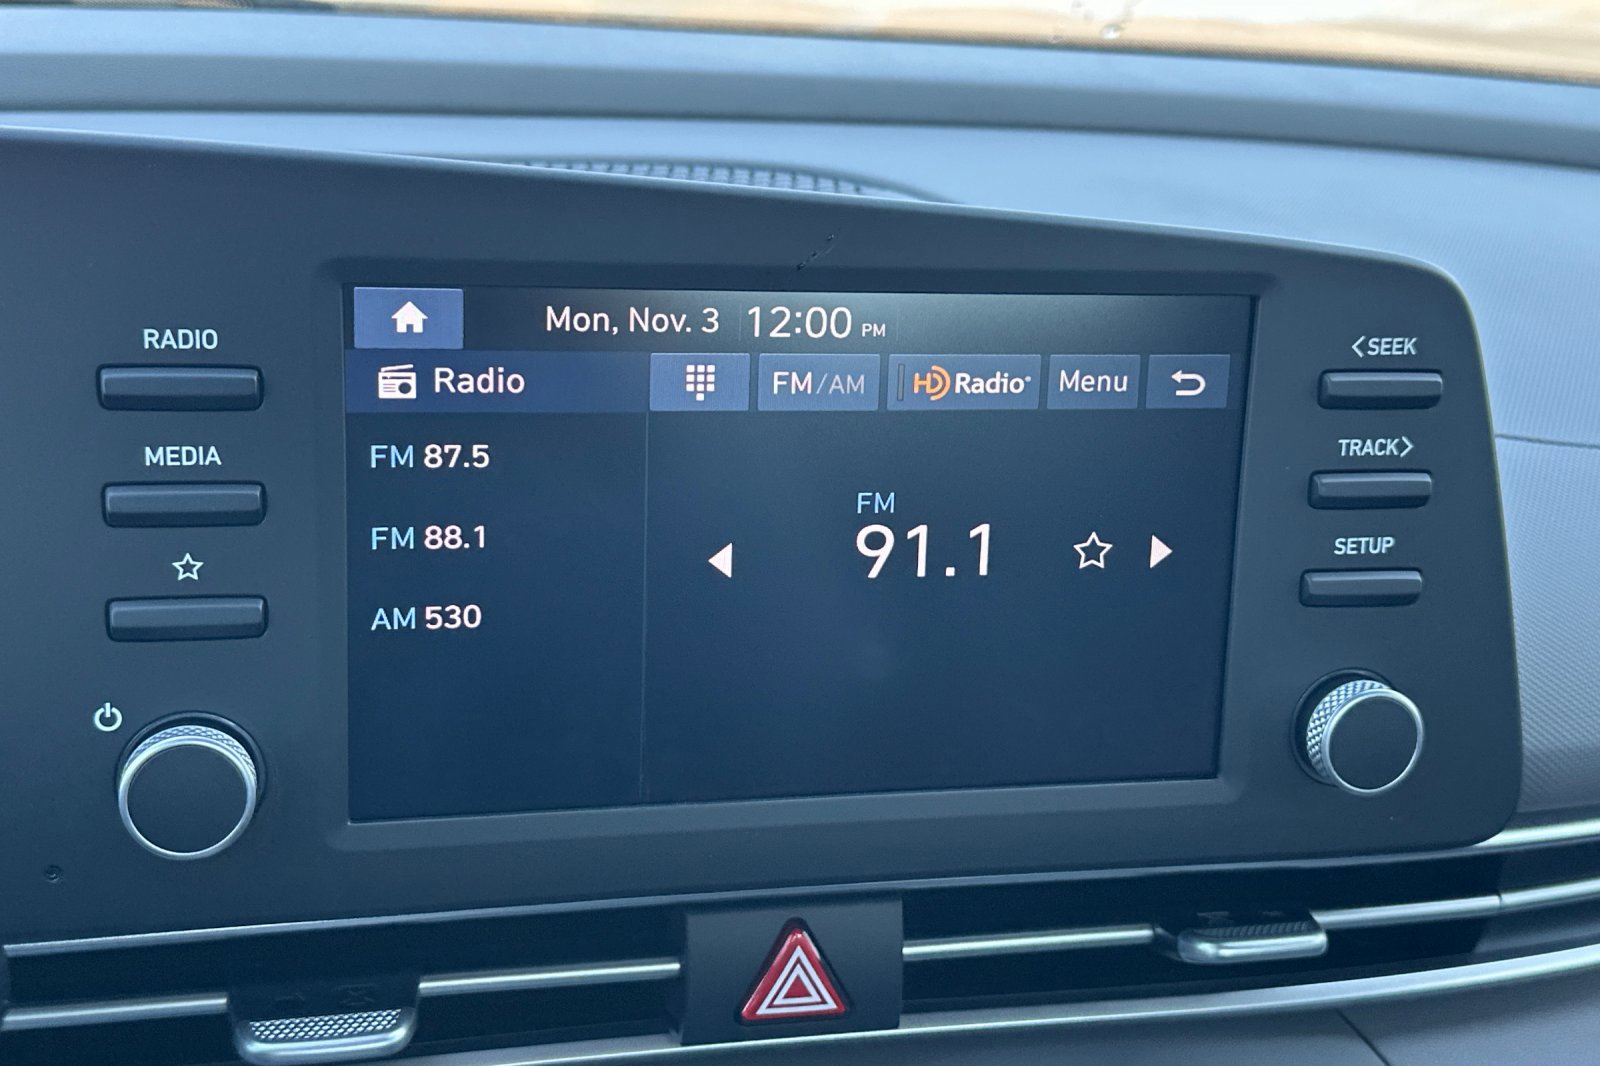 RADIO
MEDIA
Mon, Nov. 3 12:00 PM
Radio FM/AM HD Radio® Menu
FM 87.5
FM 88.1
AM 530
FM
91.1
<SEEK
TRACK>
SETUP